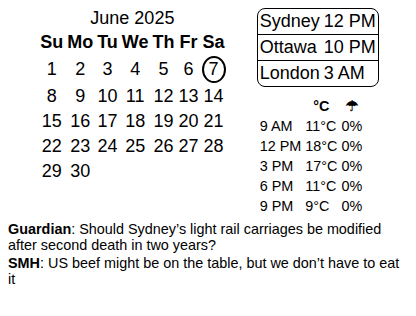 June 2025
Su Mo Tu We Th Fr Sa
1 2 3 4 5 6 7
8 9 10 11 12 13 14
15 16 17 18 19 20 21
22 23 24 25 26 27 28
29 30
Sydney 12 PM
Ottawa 10 PM
London 3 AM
°C ☂
9 AM 11°C 0%
12 PM 18°C 0%
3 PM 17°C 0%
6 PM 11°C 0%
9 PM 9°C 0%
Guardian: Should Sydney’s light rail carriages be modified
after second death in two years?
SMH: US beef might be on the table, but we don’t have to eat
it